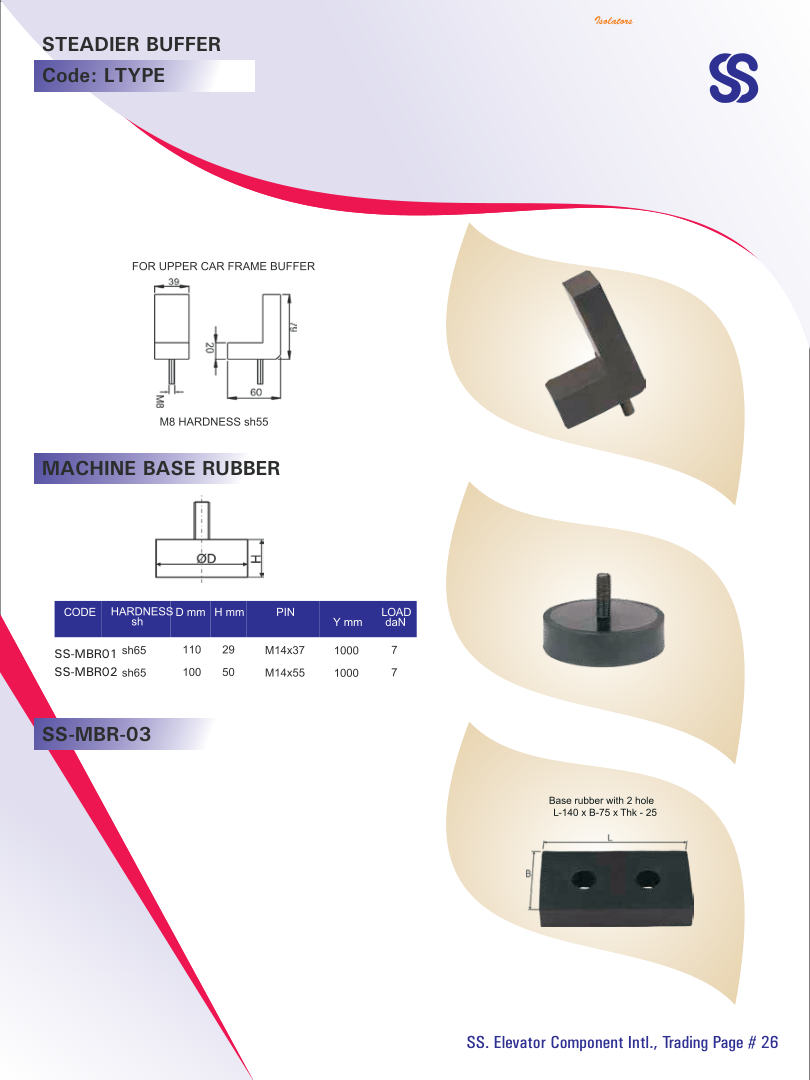 Isolators
STEADIER BUFFER
Code: LTYPE
SS
FOR UPPER CAR FRAME BUFFER
39
79
20
60
M8
M8 HARDNESS sh55
MACHINE BASE RUBBER
ØD
H
CODE HARDNESS sh D mm H mm PIN Y mm LOAD daN
SS-MBR01 sh65 110 29 M14x37 1000 7
SS-MBR02 sh65 100 50 M14x55 1000 7
SS-MBR-03
Base rubber with 2 hole
L-140 x B-75 x Thk - 25
L
B
SS. Elevator Component Intl., Trading Page # 26